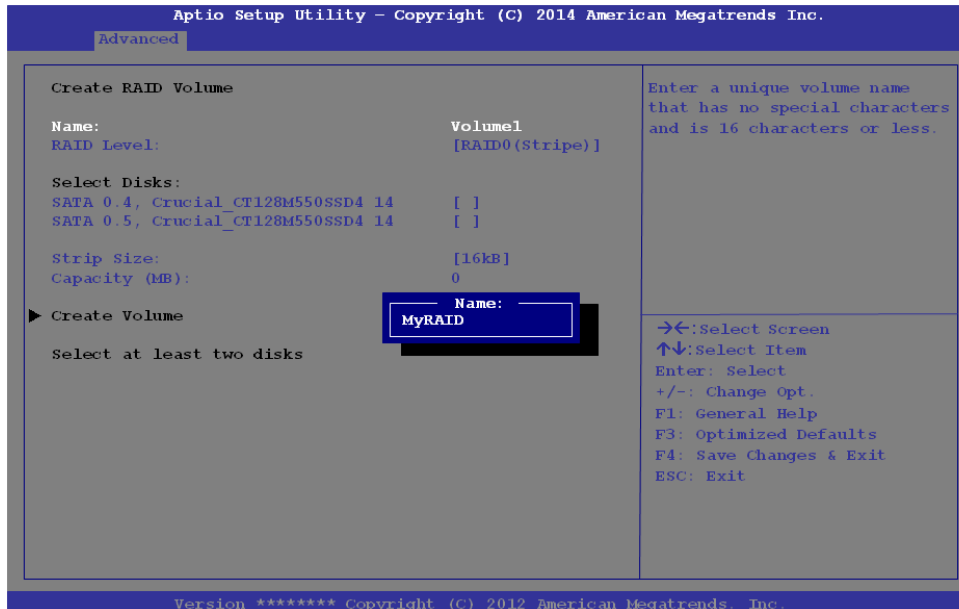 Aptio Setup Utility – Copyright (C) 2014 American Megatrends Inc.
Advanced
Create RAID Volume
Name: Volume1
RAID Level: [RAID0(Stripe)]
Select Disks:
SATA 0.4, Crucial_CT128M550SSD4 14 [ ]
SATA 0.5, Crucial_CT128M550SSD4 14 [ ]
Strip Size: [16kB]
Capacity (MB): 0
▶ Create Volume
Select at least two disks
Name:
MyRAID
Enter a unique volume name
that has no special characters
and is 16 characters or less.
→←:Select Screen
↑↓:Select Item
Enter: Select
+/-: Change Opt.
F1: General Help
F3: Optimized Defaults
F4: Save Changes & Exit
ESC: Exit
Version ******** Copyright (C) 2012 American Megatrends, Inc.